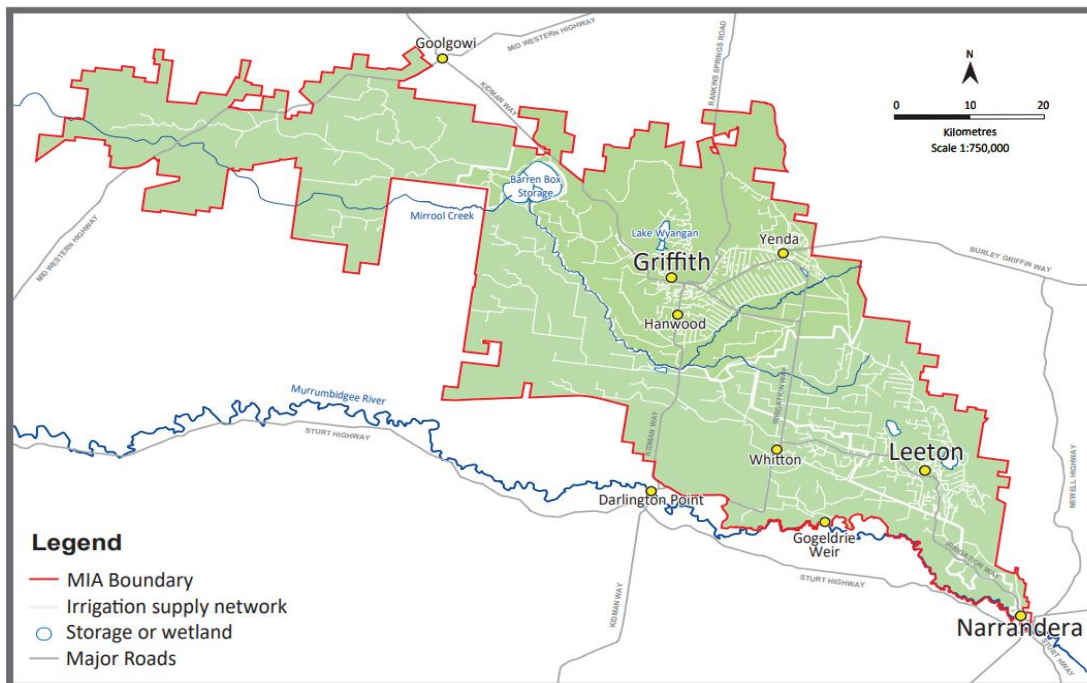 Goolgowi
MID WESTERN HIGHWAY
KIDMAN WAY
RANKINS SPRINGS ROAD
N
0 10 20
Kilometres
Scale 1:750,000
Barren Box
Storage
Mirrool Creek
MID WESTERN HIGHWAY
Lake Wyangan
Yenda
Griffith
BURLEY GRIFFIN WAY
Hanwood
Murrumbidgee River
STURT HIGHWAY
KIDMAN WAY
IRRIGATION WAY
Whitton
Leeton
NEWELL HIGHWAY
Darlington Point
Gogeldrie
Weir
IRRIGATION WAY
STURT HIGHWAY
KIDMAN WAY
Narrandera
STURT HWAY
Legend
MIA Boundary
Irrigation supply network
Storage or wetland
Major Roads